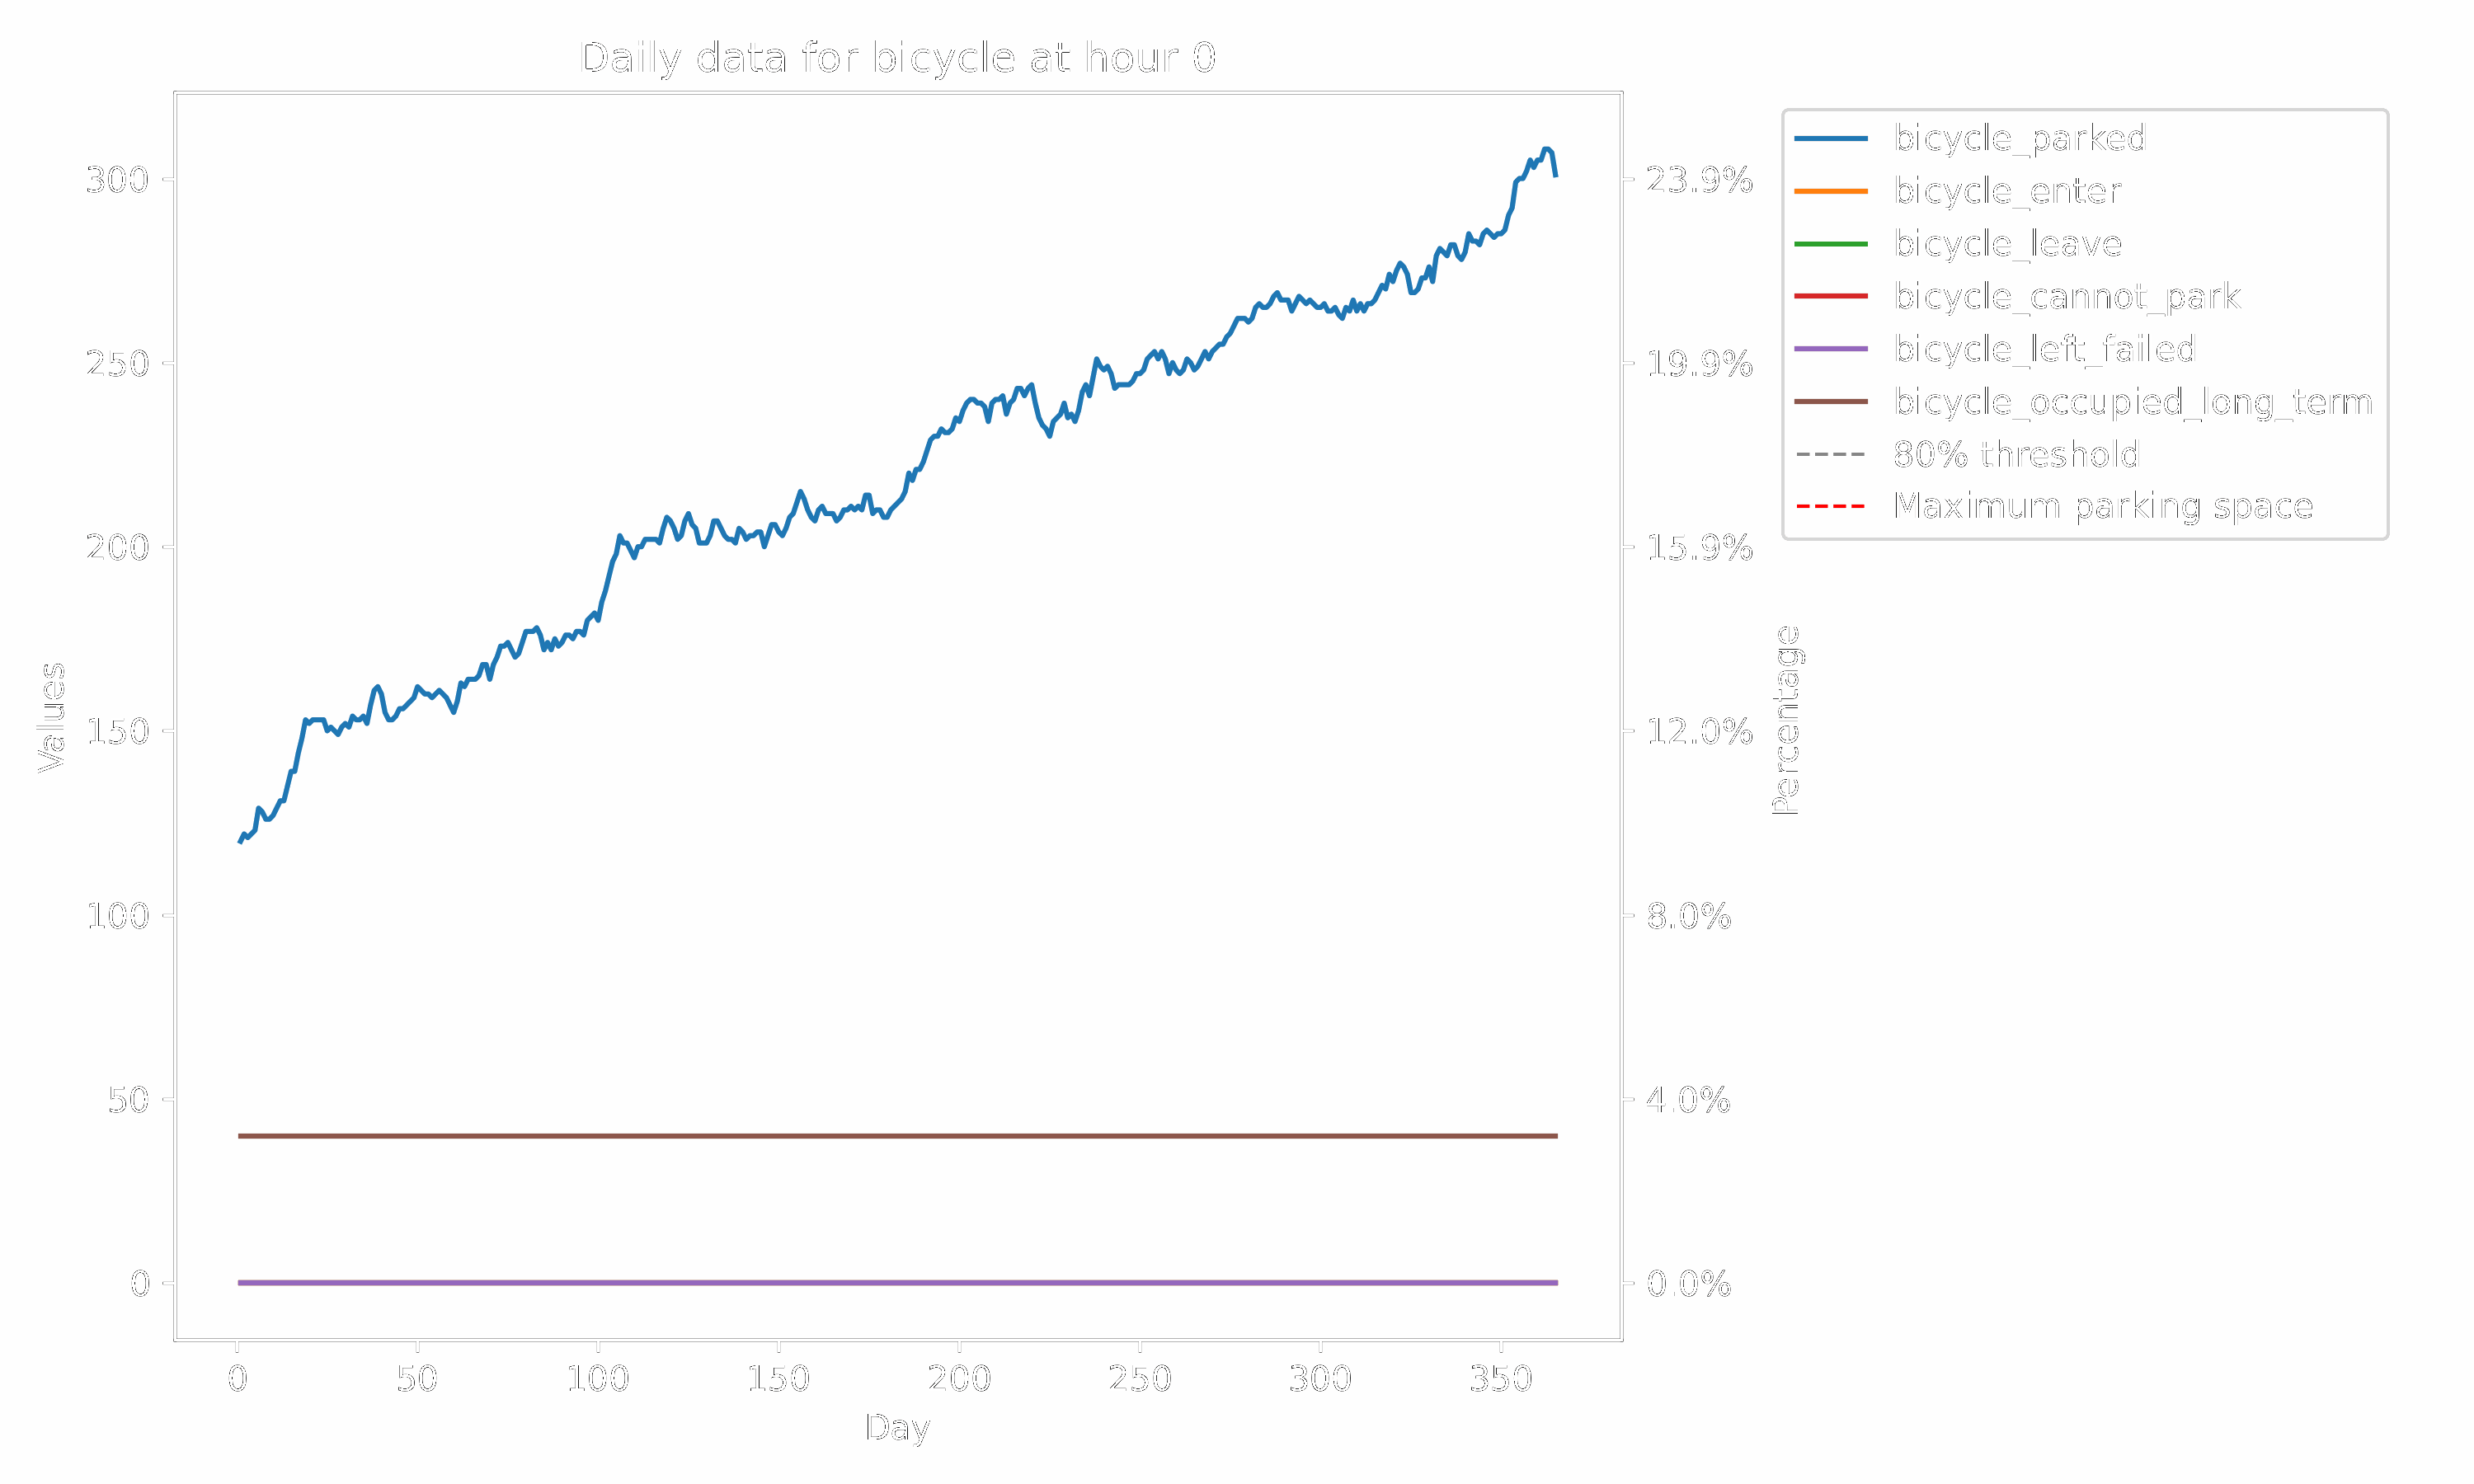 Daily data for bicycle at hour 0
bicycle_parked
bicycle_enter
bicycle_leave
bicycle_cannot_park
bicycle_left_failed
bicycle_occupied_long_term
80% threshold
Maximum parking space
Values
300
250
200
150
100
50
0
23.9%
19.9%
15.9%
12.0%
8.0%
4.0%
0.0%
Percentage
0 50 100 150 200 250 300 350
Day